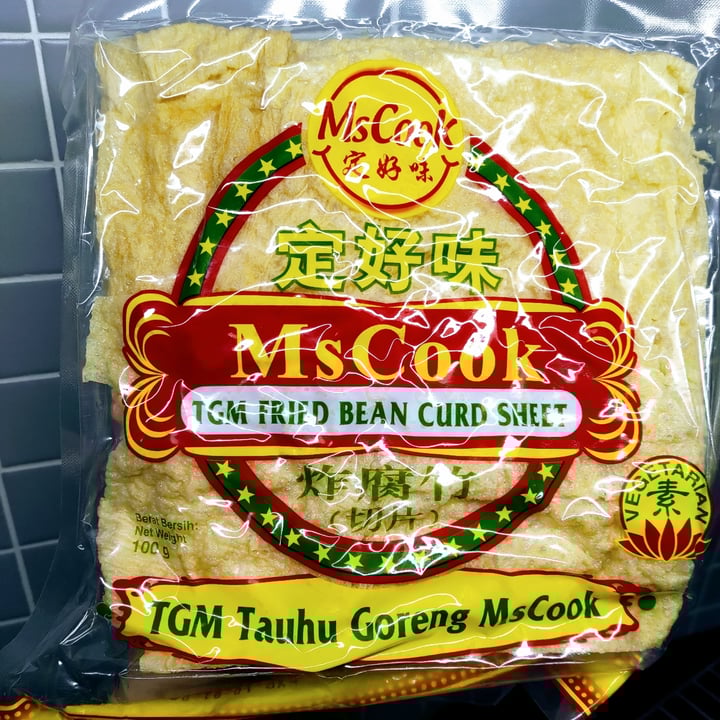 MsCook
定好味
定好味
MsCook
TGM FRIED BEAN CURD SHEET
炸腐竹
(切片)
Berat Bersih:
Net Weight
100 g
VEGETARIAN
素
TGM Tauhu Goreng MsCook